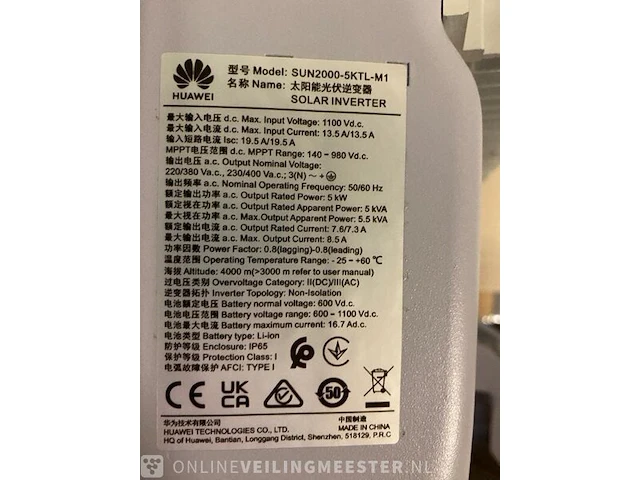 型号 Model: SUN2000-5KTL-M1
名称 Name: 太阳能光伏逆变器
SOLAR INVERTER
HUAWEI
最大输入电压 d.c. Max. Input Voltage: 1100 Vd.c.
最大输入电流 d.c. Max. Input Current: 13.5 A/13.5 A
输入短路电流 Isc: 19.5 A/19.5 A
MPPT电压范围 d.c. MPPT Range: 140 – 980 Vd.c.
输出电压 a.c. Output Nominal Voltage:
220/380 Va.c., 230/400 Va.c.; 3(N) ~ +
输出频率 a.c. Nominal Operating Frequency: 50/60 Hz
额定输出功率 a.c. Output Rated Power: 5 kW
额定视在功率 a.c. Output Rated Apparent Power: 5 kVA
最大视在功率 a.c. Max.Output Apparent Power: 5.5 kVA
额定输出电流 a.c. Output Rated Current: 7.6/7.3 A
最大输出电流 a.c. Max Output Current: 8.5 A
功率因数 Power Factor: 0.8(lagging)-0.8(leading)
温度范围 Operating Temperature Range: - 25 ~ +60℃
海拔 Altitude: 4000 m(>3000 m refer to user manual)
过电压类别 Overvoltage Category: II(DC)/III(AC)
逆变器拓扑 Inverter Topology: Non-Isolation
电池额定电压 Battery normal voltage: 600 Vd.c.
电池电压范围 Battery voltage range: 600 – 1100 Vd.c.
电池最大电流 Battery maximum current: 16.7 Ad.c.
电池类型 Battery type: Li-ion
防护等级 Enclosure: IP65
保护等级 Protection Class: I
电弧故障保护 AFCI: TYPE I
CE UK CA 50
华为技术有限公司
HUAWEI TECHNOLOGIES CO., LTD.
HQ of Huawei, Bantian, Longgang District, Shenzhen, 518129, P.R.C
中国制造
MADE IN CHINA
ONLINEVEILINGMEESTER.NL